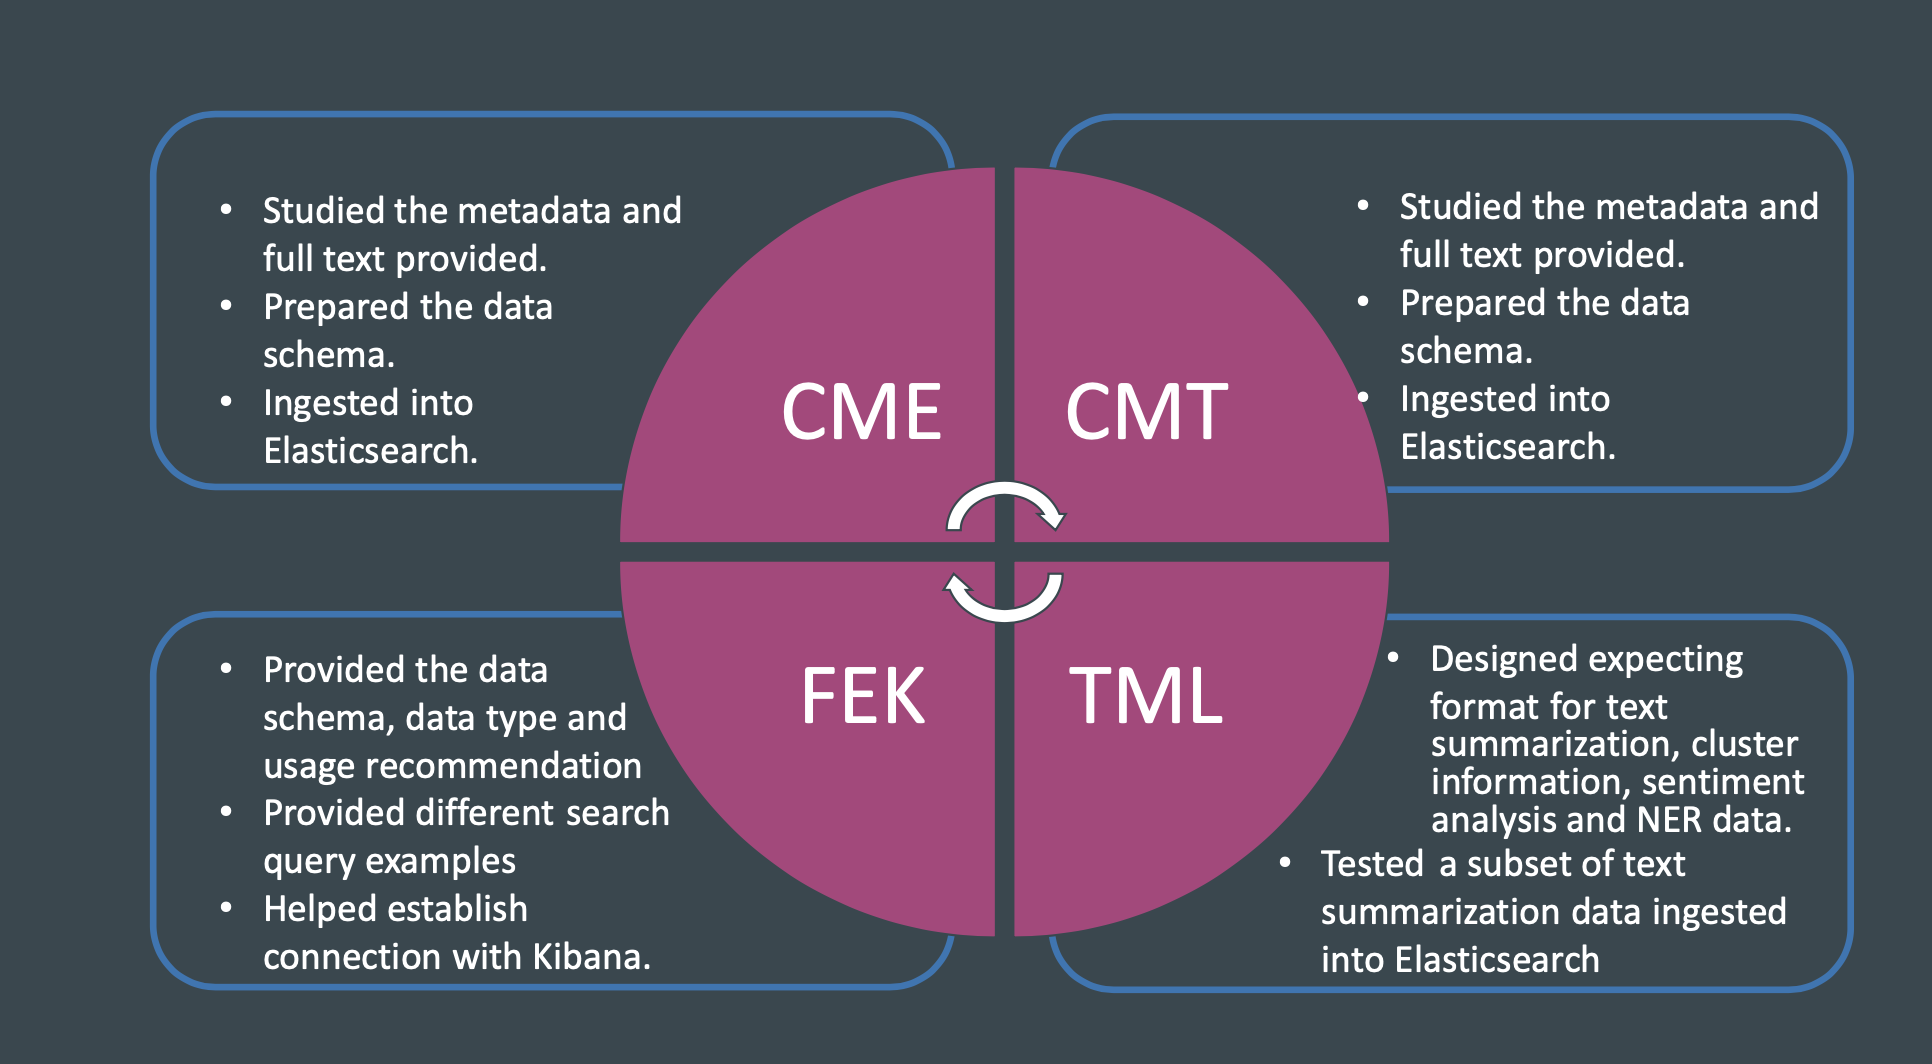 • Studied the metadata and
full text provided.
• Prepared the data
schema.
• Ingested into
Elasticsearch.
CME
CMT
• Studied the metadata and
full text provided.
• Prepared the data
schema.
• Ingested into
Elasticsearch.
• Provided the data
schema, data type and
usage recommendation
• Provided different search
query examples
• Helped establish
connection with Kibana.
FEK
TML
• Designed expecting
format for text
summarization, cluster
information, sentiment
analysis and NER data.
• Tested a subset of text
summarization data ingested
into Elasticsearch